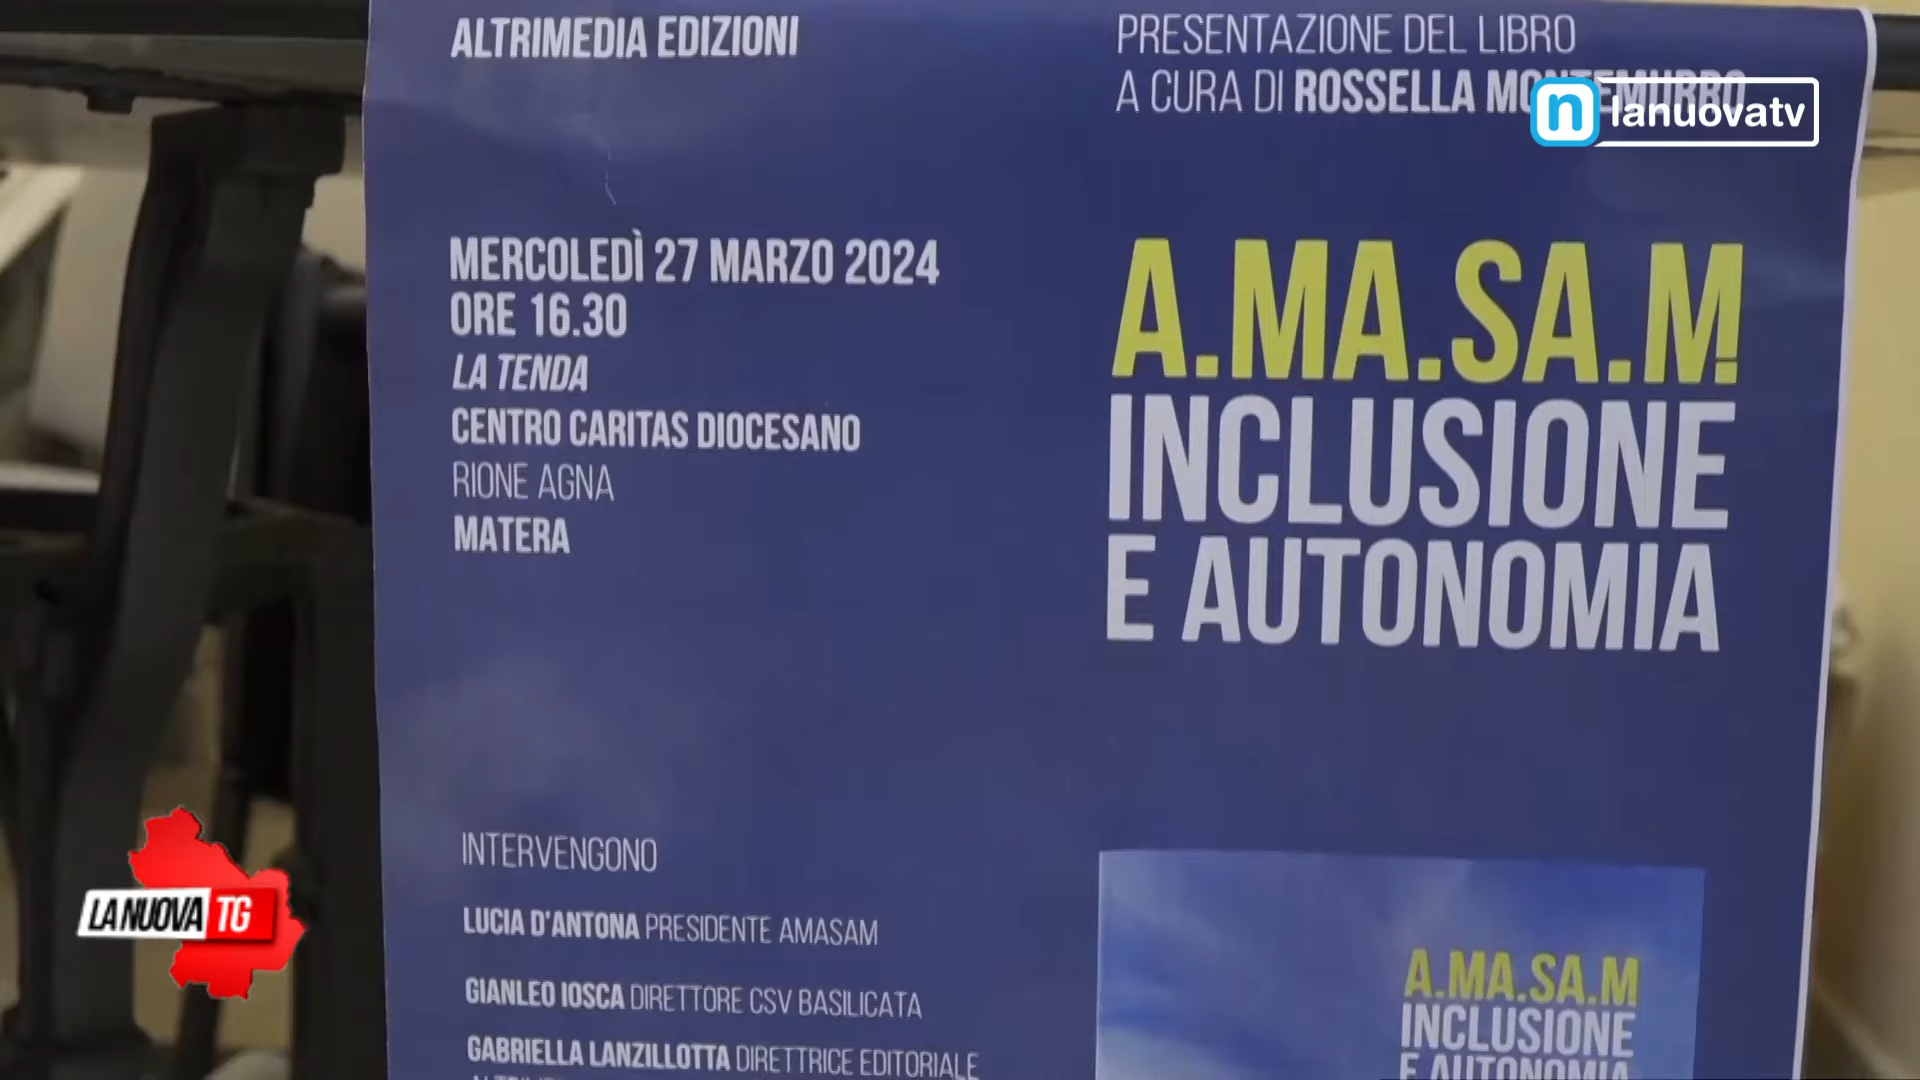 ALTRIMEDIA EDIZIONI
PRESENTAZIONE DEL LIBRO
A CURA DI ROSSELLA MONTEMURRO
lanuovatv
MERCOLEDÌ 27 MARZO 2024
ORE 16.30
LA TENDA
CENTRO CARITAS DIOCESANO
RIONE AGNA
MATERA
A.MA.SA.M.
INCLUSIONE
E AUTONOMIA
INTERVENGONO
LUCIA D'ANTONA PRESIDENTE AMASAM
GIANLEO IOSCA DIRETTORE CSV BASILICATA
GABRIELLA LANZILLOTTA DIRETTRICE EDITORIALE
A.MA.SA.M
INCLUSIONE
E AUTONOMIA
LA NUOVA TG